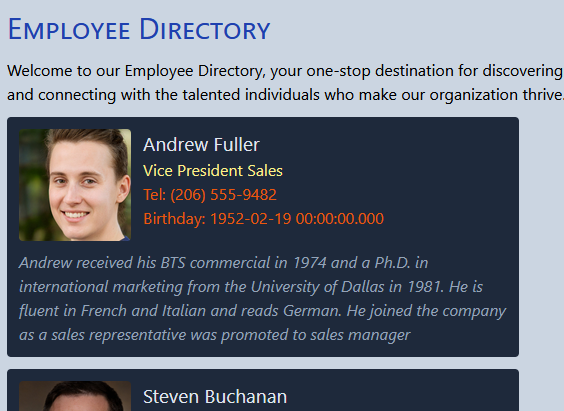 Employee Directory
Welcome to our Employee Directory, your one-stop destination for discovering
and connecting with the talented individuals who make our organization thrive.
Andrew Fuller
Vice President Sales
Tel: (206) 555-9482
Birthday: 1952-02-19 00:00:00.000
Andrew received his BTS commercial in 1974 and a Ph.D. in
international marketing from the University of Dallas in 1981. He is
fluent in French and Italian and reads German. He joined the company
as a sales representative was promoted to sales manager
Steven Buchanan